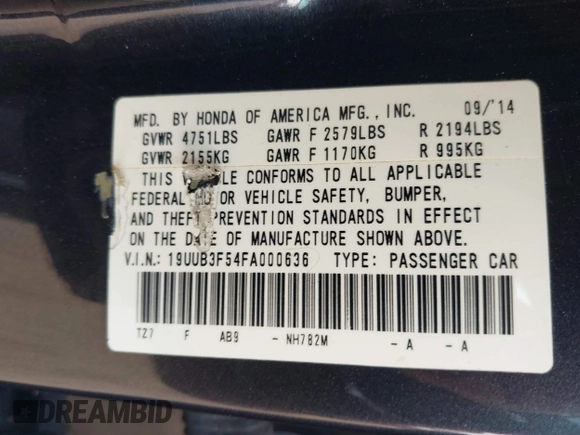 MFD. BY HONDA OF AMERICA MFG., INC. 09/'14
GVWR 4751LBS GAWR F 2579LBS R 2194LBS
GVWR 2155KG GAWR F 1170KG R 995KG
THIS CONFORMS TO ALL APPLICABLE
FEDERAL OR VEHICLE SAFETY, BUMPER,
AND THEFT PREVENTION STANDARDS IN EFFECT
ON THE DATE OF MANUFACTURE SHOWN ABOVE.
V.I.N.: 19UUB3F54FA000636 TYPE: PASSENGER CAR
TZ7 F AB9 - NH782M - A - A
DREAMBID